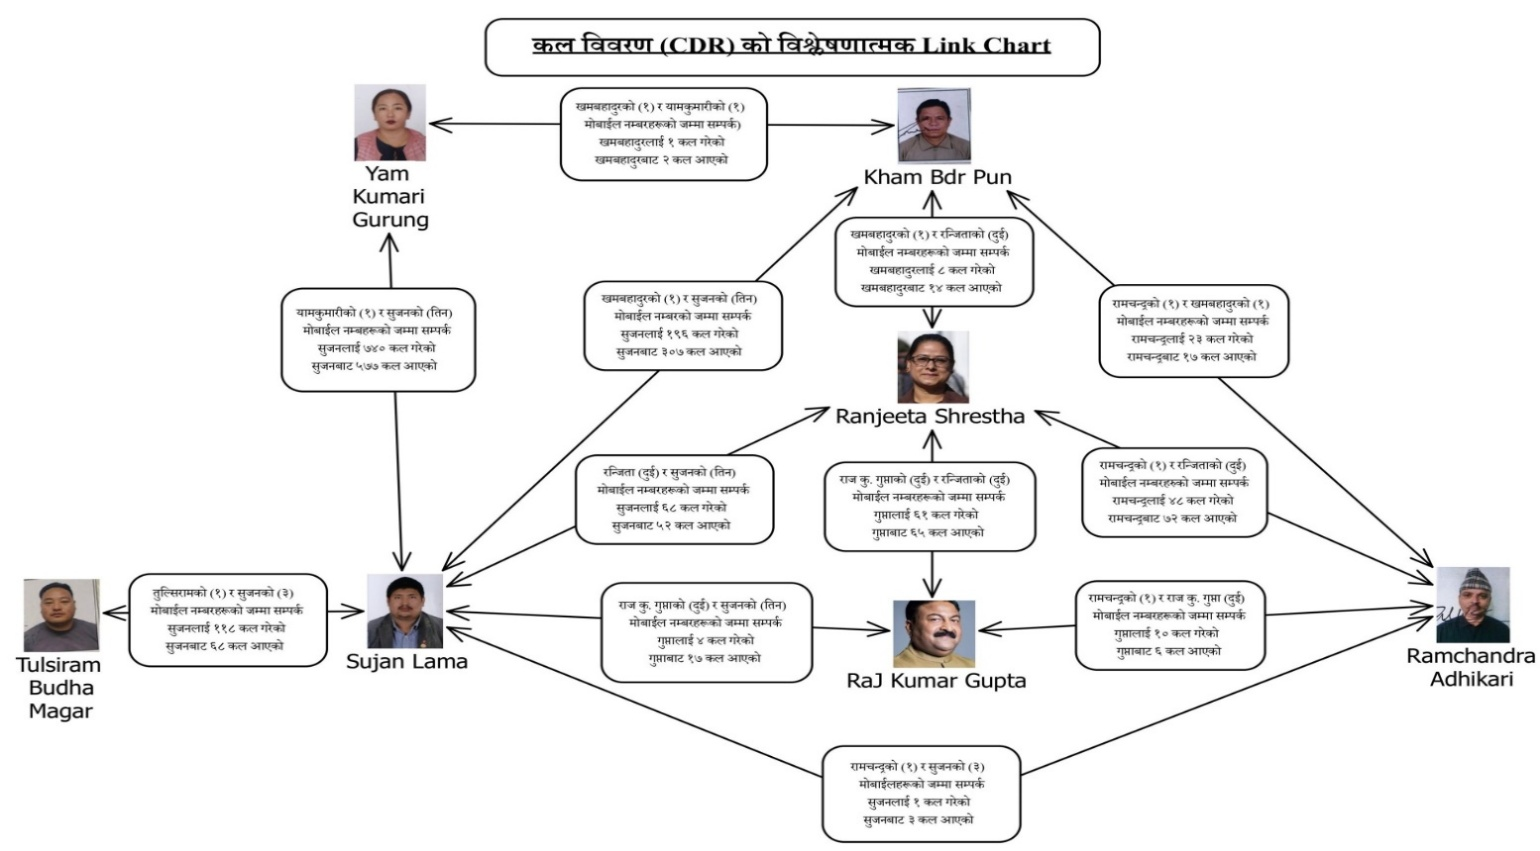 कल विवरण (CDR) को विश्लेषणात्मक Link Chart
खमबहादुरको (१) र यामकुमारीको (१)
मोबाईल नम्बरहरूको जम्मा सम्पर्क)
खमबहादुरलाई १ कल गरेको
खमबहादुरबाट २ कल आएको
Yam
Kumari
Gurung
Kham Bdr Pun
खमबहादुरको (१) र रन्जिताको (दुई)
मोबाईल नम्बरहरूको जम्मा सम्पर्क
खमबहादुरलाई ८ कल गरेको
खमबहादुरबाट १४ कल आएको
यामकुमारीको (१) र सुजनको (तिन)
मोबाईल नम्बहरूको जम्मा सम्पर्क
सुजनलाई ७४० कल गरेको
सुजनबाट ५७७ कल आएको
खमबहादुरको (१) र सुजनको (तिन)
मोबाईल नम्बरको जम्मा सम्पर्क
सुजनलाई १९६ कल गरेको
सुजनबाट ३०७ कल आएको
रामचन्द्रको (१) र खमबहादुरको (१)
मोबाईल नम्बरहरूको जम्मा सम्पर्क
रामचन्द्रलाई २३ कल गरेको
रामचन्द्रबाट १७ कल आएको
Ranjeeta Shrestha
रन्जिता (दुई) र सुजनको (तिन)
मोबाईल नम्बरहरूको जम्मा सम्पर्क
सुजनलाई ६८ कल गरेको
सुजनबाट ५२ कल आएको
राज कु. गुप्ताको (दुई) र रन्जिताको (दुई)
मोबाईल नम्बरहरूको जम्मा सम्पर्क
गुप्तालाई ६१ कल गरेको
गुप्ताबाट ६५ कल आएको
रामचन्द्रको (१) र रन्जिताको (दुई)
मोबाईल नम्बरहरुको जम्मा सम्पर्क
रामचन्द्रलाई ४८ कल गरेको
रामचन्द्रबाट ७२ कल आएको
तुल्सिरामको (१) र सुजनको (३)
मोबाईल नम्बरहरूको जम्मा सम्पर्क
सुजनलाई ११८ कल गरेको
सुजनबाट ६८ कल आएको
Tulsiram
Budha
Magar
Sujan Lama
राज कु. गुप्ताको (दुई) र सुजनको (तिन)
मोबाईल नम्बरहरूको जम्मा सम्पर्क
गुप्तालाई ४ कल गरेको
गुप्ताबाट १७ कल आएको
RaJ Kumar Gupta
रामचन्द्रको (१) र राज कु. गुप्ता (दुई)
मोबाईल नम्बरहरूको जम्मा सम्पर्क
गुप्तालाई १० कल गरेको
गुप्ताबाट ६ कल आएको
Ramchandra
Adhikari
रामचन्द्रको (१) र सुजनको (३)
मोबाईलहरूको जम्मा सम्पर्क
सुजनलाई १ कल गरेको
सुजनबाट ३ कल आएको